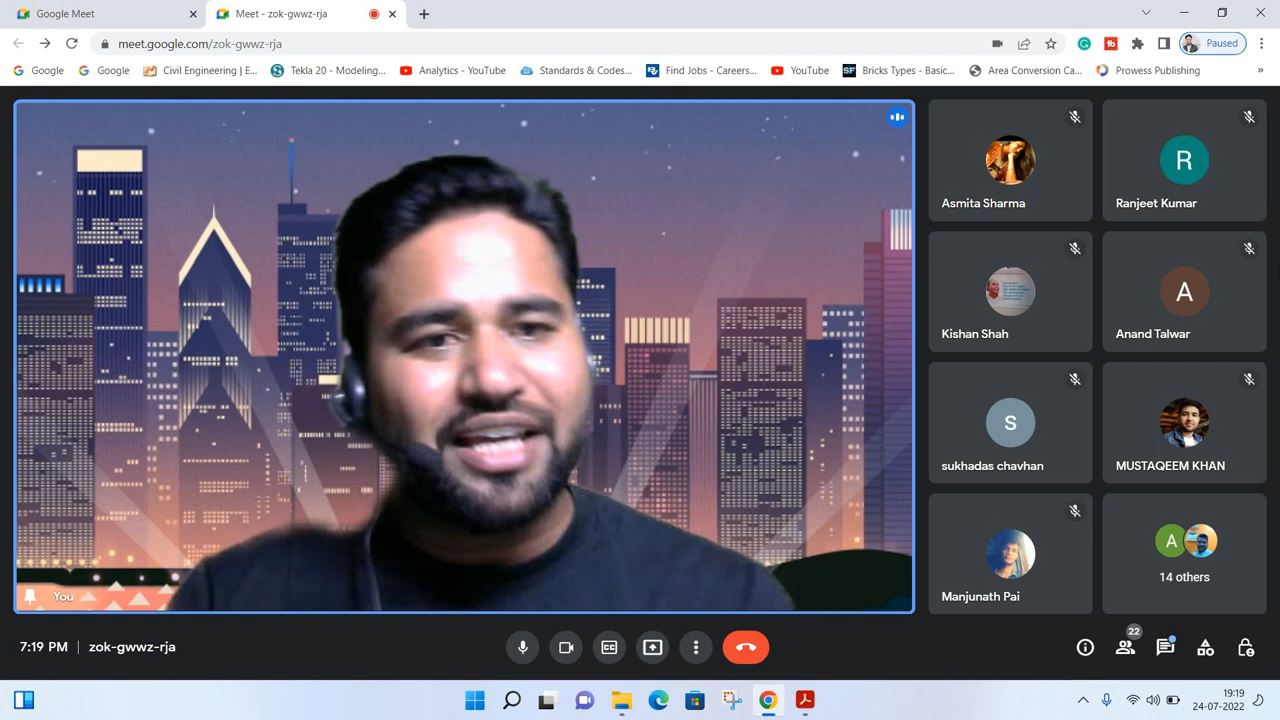 Google Meet
Meet - zok-gwwz-rja
meet.google.com/zok-gwwz-rja
Paused
Google
Google
Civil Engineering | E...
Tekla 20 - Modeling...
Analytics - YouTube
Standards & Codes...
Find Jobs - Careers...
YouTube
SF
Bricks Types - Basic...
Area Conversion Ca...
Prowess Publishing
»
Asmita Sharma
R
Ranjeet Kumar
Kishan Shah
A
Anand Talwar
s
sukhadas chavhan
MUSTAQEEM KHAN
Manjunath Pai
A
14 others
You
7:19 PM | zok-gwwz-rja
CC
22
19:19
24-07-2022